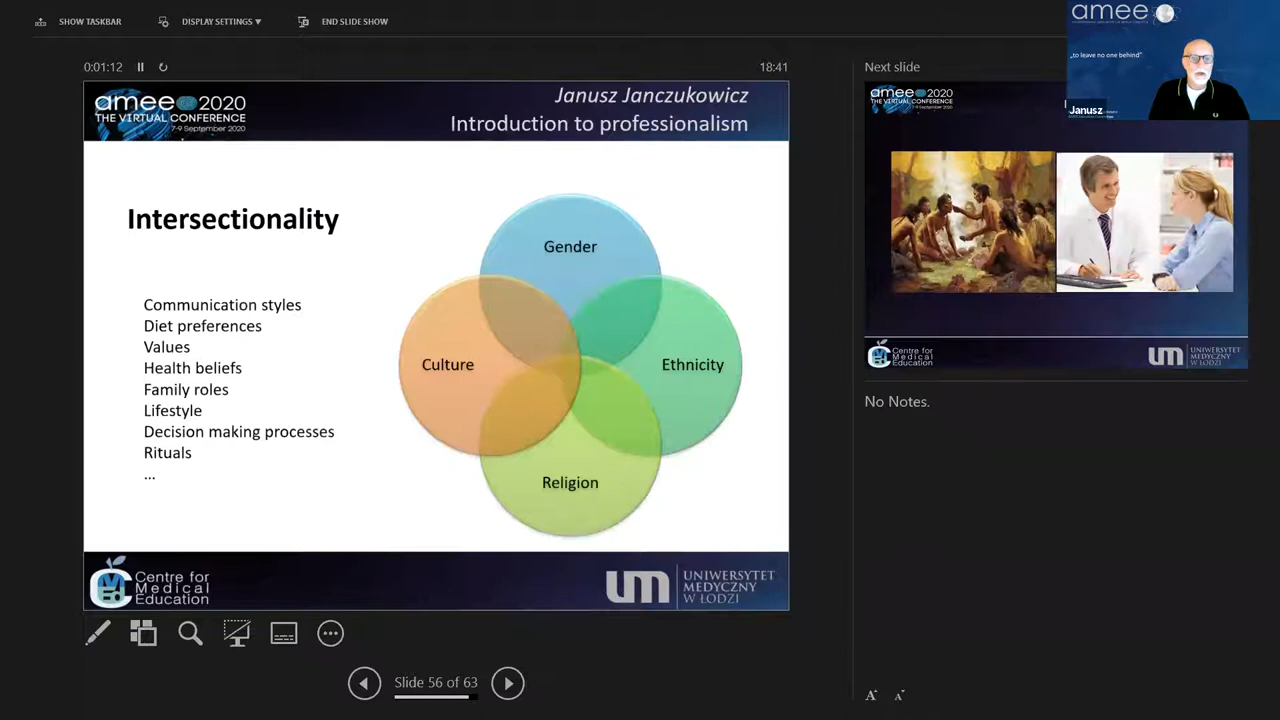 SHOW TASKBAR
DISPLAY SETTINGS ▾
END SLIDE SHOW
amee
„to leave no one behind"
Janusz
0:01:12
18:41
Next slide
amee 2020
THE VIRTUAL CONFERENCE
7-9 September 2020
Janusz Janczukowicz
Introduction to professionalism
amee 2020
THE VIRTUAL CONFERENCE
Intersectionality
Communication styles
Diet preferences
Values
Health beliefs
Family roles
Lifestyle
Decision making processes
Rituals
...
Gender
Culture
Ethnicity
Religion
Centre for
Medical
Education
UNIWERSYTET
MEDYCZNY
W ŁODZI
No Notes.
Centre for
Medical
Education
um
UNIWERSYTET
MEDYCZNY
W ŁODZI
Slide 56 of 63
A
A